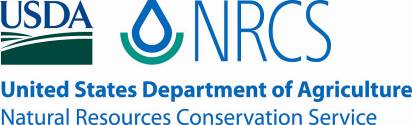 USDA NRCS
United States Department of Agriculture
Natural Resources Conservation Service